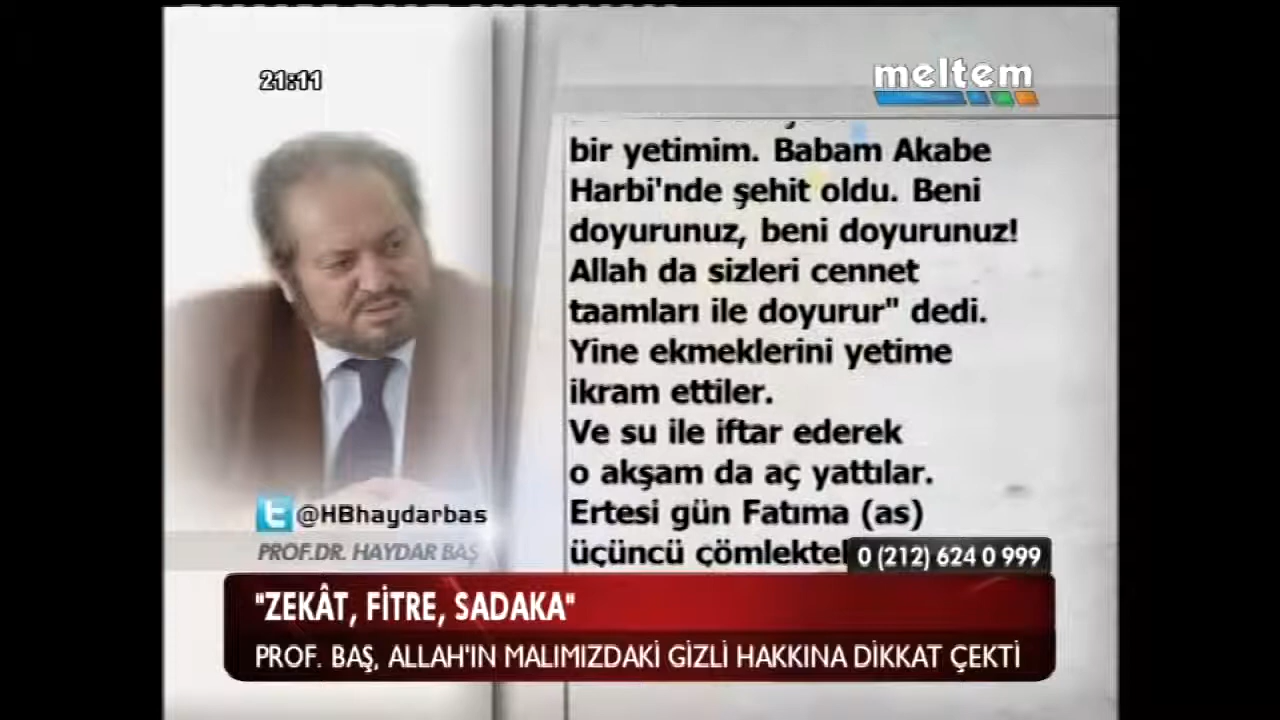 21:11
meltem
bir yetimim. Babam Akabe
Harbi'nde şehit oldu. Beni
doyurunuz, beni doyurunuz!
Allah da sizleri cennet
taamları ile doyurur" dedi.
Yine ekmeklerini yetime
ikram ettiler.
Ve su ile iftar ederek
o akşam da aç yattılar.
Ertesi gün Fatıma (as)
üçüncü çömlekte
@HBhaydarbas
PROF.DR. HAYDAR BAŞ
0 (212) 624 0 999
"ZEKÂT, FİTRE, SADAKA"
PROF. BAŞ, ALLAH'IN MALIMIZDAKİ GİZLİ HAKKINA DİKKAT ÇEKTİ